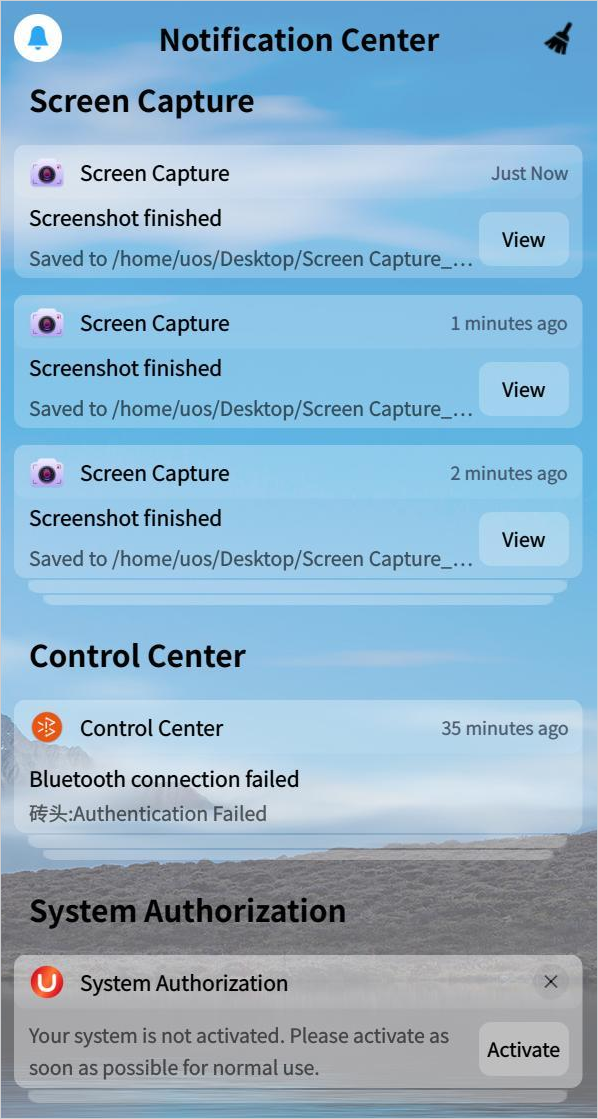 Notification Center
Screen Capture
Screen Capture
Just Now
Screenshot finished
Saved to /home/uos/Desktop/Screen Capture_...
View
Screen Capture
1 minutes ago
Screenshot finished
Saved to /home/uos/Desktop/Screen Capture_...
View
Screen Capture
2 minutes ago
Screenshot finished
Saved to /home/uos/Desktop/Screen Capture_...
View
Control Center
Control Center
35 minutes ago
Bluetooth connection failed
砖头:Authentication Failed
System Authorization
System Authorization
Your system is not activated. Please activate as
soon as possible for normal use.
Activate